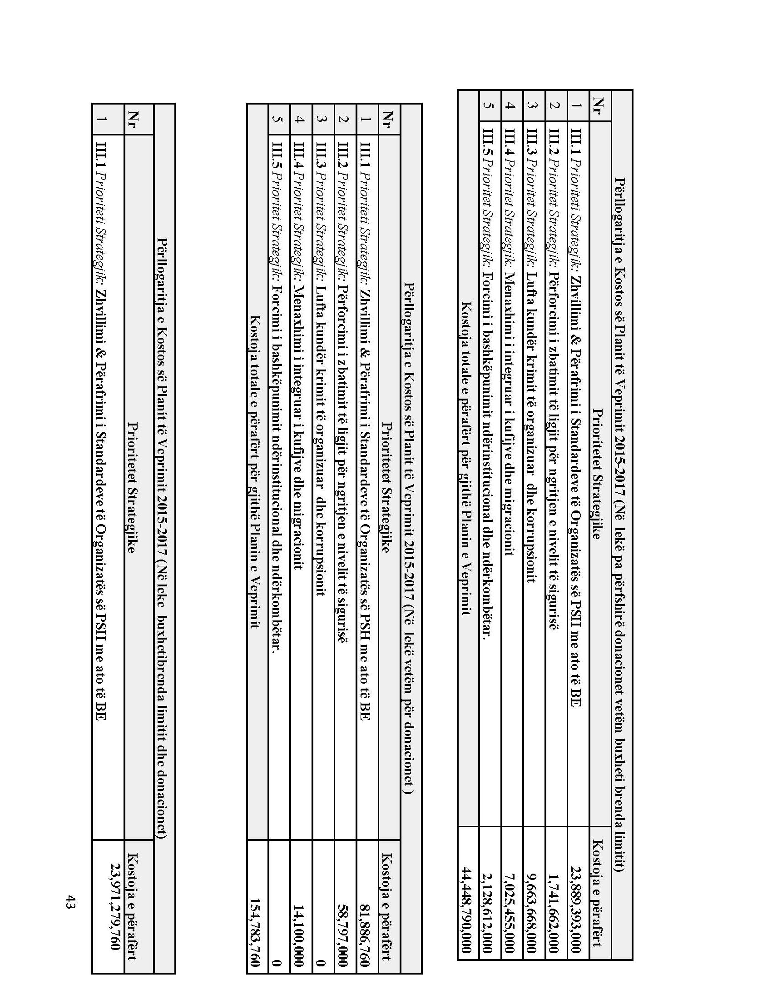 Përllogaritja e Kostos së Planit të Veprimit 2015-2017 (Në lekë pa përfshirë donacionet vetëm buxheti brenda limitit)
Nr Prioritetet Strategjike Kostoja e përafërt
1 III.1 Prioriteti Strategjik: Zhvillimi & Përafrimi i Standardeve të Organizatës së PSH me ato të BE 23,889,393,000
2 III.2 Prioritet Strategjik: Përforcimi i zbatimit të ligjit për ngritjen e nivelit të sigurisë 1,741,662,000
3 III.3 Prioritet Strategjik: Lufta kundër krimit të organizuar dhe korrupsionit 9,663,668,000
4 III.4 Prioritet Strategjik: Menaxhimi i integruar i kufijve dhe migracionit 7,025,455,000
5 III.5 Prioritet Strategjik: Forcimi i bashkëpunimit ndërinstitucional dhe ndërkombëtar. 2,128,612,000
Kostoja totale e përafërt për gjithë Planin e Veprimit 44,448,790,000
Përllogaritja e Kostos së Planit të Veprimit 2015-2017 (Në lekë vetëm për donacionet )
Nr Prioritetet Strategjike Kostoja e përafërt
1 III.1 Prioriteti Strategjik: Zhvillimi & Përafrimi i Standardeve të Organizatës së PSH me ato të BE 81,886,760
2 III.2 Prioritet Strategjik: Përforcimi i zbatimit të ligjit për ngritjen e nivelit të sigurisë 58,797,000
3 III.3 Prioritet Strategjik: Lufta kundër krimit të organizuar dhe korrupsionit 0
4 III.4 Prioritet Strategjik: Menaxhimi i integruar i kufijve dhe migracionit 14,100,000
5 III.5 Prioritet Strategjik: Forcimi i bashkëpunimit ndërinstitucional dhe ndërkombëtar. 0
Kostoja totale e përafërt për gjithë Planin e Veprimit 154,783,760
Përllogaritja e Kostos së Planit të Veprimit 2015-2017 (Në leke buxhetibrenda limitit dhe donacionet)
Nr Prioritetet Strategjike Kostoja e përafërt
1 III.1 Prioriteti Strategjik: Zhvillimi & Përafrimi i Standardeve të Organizatës së PSH me ato të BE 23,971,279,760
43